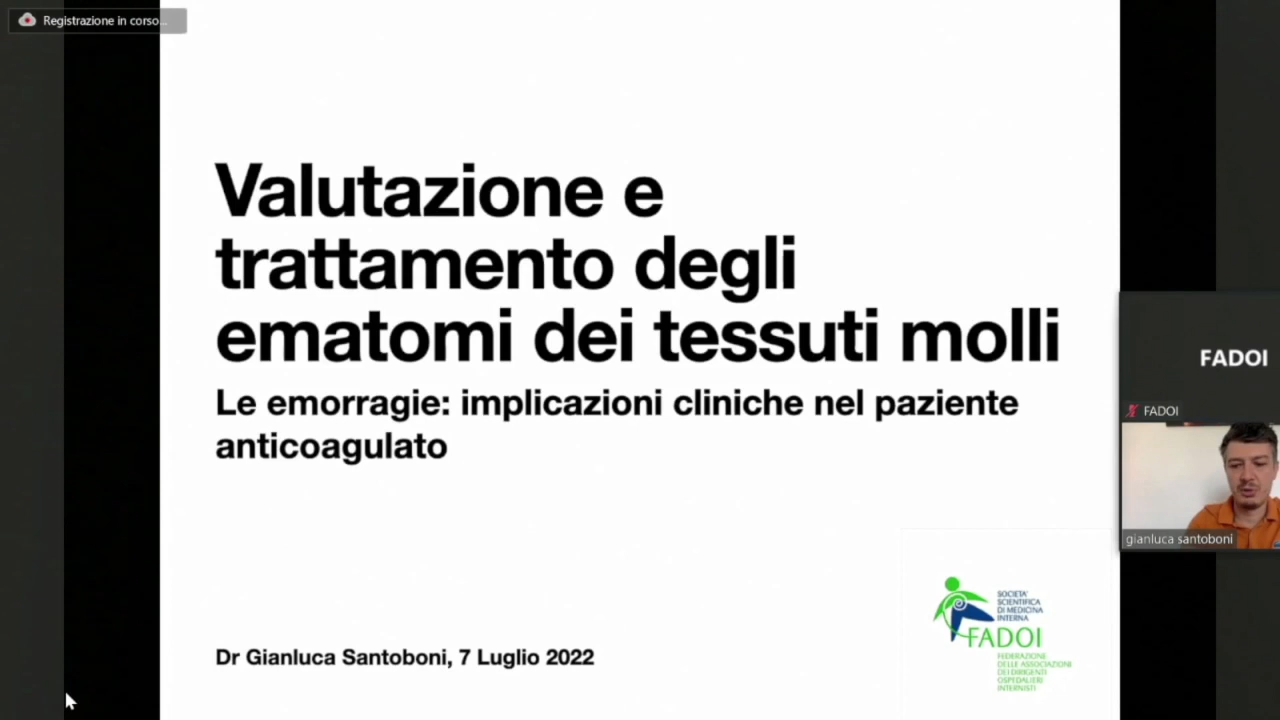 Registrazione in corso...
Valutazione e
trattamento degli
ematomi dei tessuti molli
Le emorragie: implicazioni cliniche nel paziente
anticoagulato
FADOI
FADOI
gianluca santoboni
SOCIETA'
SCIENTIFICA
DI MEDICINA
INTERNA
FADOI
FEDERAZIONE
DELLE ASSOCIAZIONI
DEI DIRIGENTI
OSPEDALIERI
INTERNISTI
Dr Gianluca Santoboni, 7 Luglio 2022